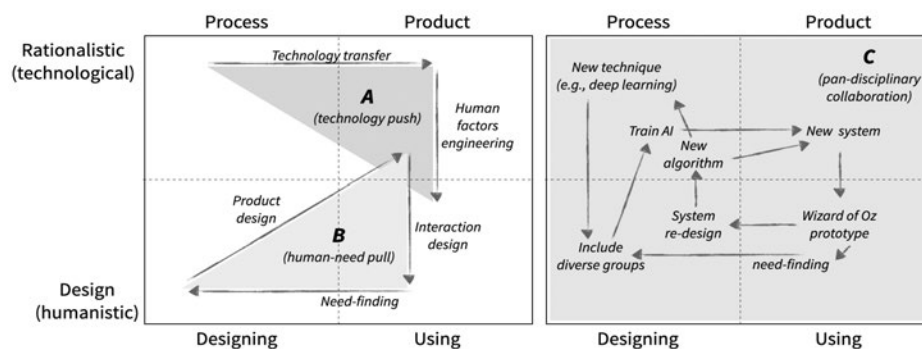 Process
Product
Process
Product
Rationalistic
(technological)
Technology transfer
A
(technology push)
Human
factors
engineering
Product
design
B
(human-need pull)
Interaction
design
Need-finding
Design
(humanistic)
Designing
Using
C
(pan-disciplinary
collaboration)
New technique
(e.g., deep learning)
Train AI
New
algorithm
New system
System
re-design
Wizard of Oz
prototype
Include
diverse groups
need-finding
Designing
Using